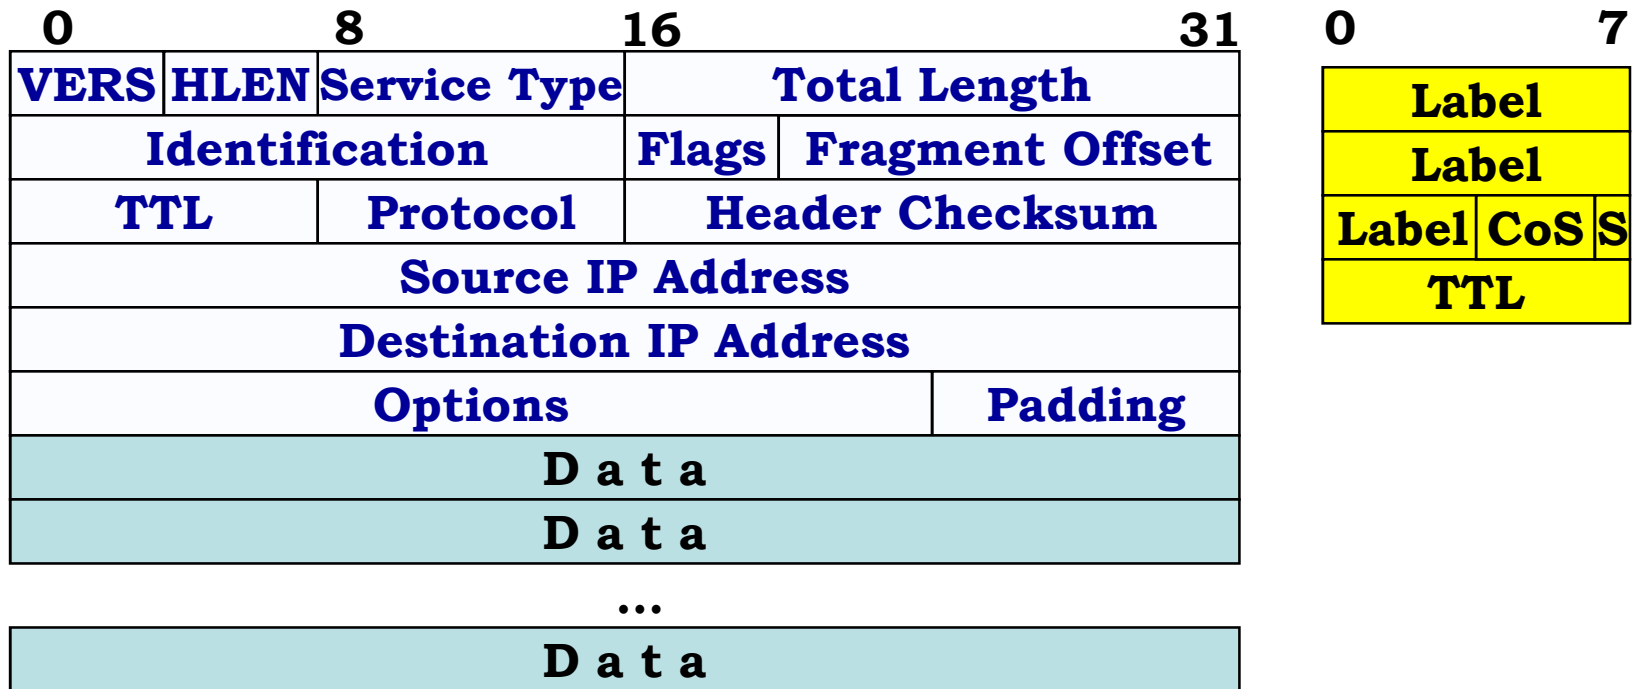 0 8 16 31
VERS HLEN Service Type Total Length
Identification Flags Fragment Offset
TTL Protocol Header Checksum
Source IP Address
Destination IP Address
Options Padding
D a t a
D a t a
...
D a t a
0 7
Label
Label
Label CoS S
TTL